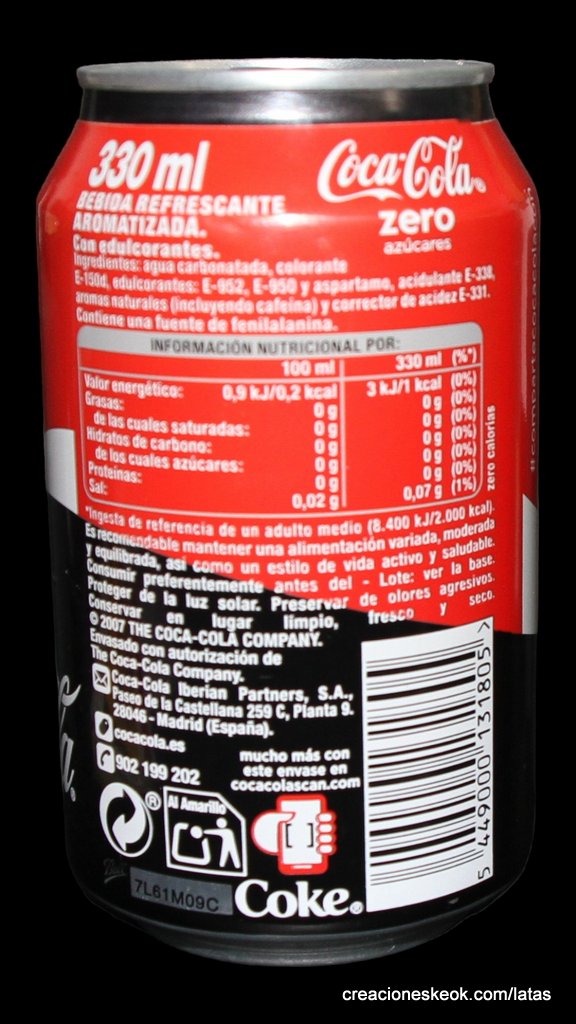 330 ml
BEBIDA REFRESCANTE
AROMATIZADA.
Con edulcorantes.
Coca-Cola®
zero
azúcares
Ingredientes: agua carbonatada, colorante
E-150d, edulcorantes: E-952, E-950 y aspartamo, acidulante E-338,
aromas naturales (incluyendo cafeína) y corrector de acidez E-331.
Contiene una fuente de fenilalanina.
INFORMACIÓN NUTRICIONAL POR:
100 ml 330 ml (%*)
Valor energético: 0,9 kJ/0,2 kcal 3 kJ/1 kcal (0%)
Grasas: 0 g 0 g (0%)
de las cuales saturadas: 0 g 0 g (0%)
Hidratos de carbono: 0 g 0 g (0%)
de los cuales azúcares: 0 g 0 g (0%)
Proteínas: 0 g 0 g (0%)
Sal: 0,02 g 0,07 g (1%)
zero calorías
*Ingesta de referencia de un adulto medio (8.400 kJ/2.000 kcal).
Es recomendable mantener una alimentación variada, moderada
y equilibrada, así como un estilo de vida activo y saludable.
Consumir preferentemente antes del - Lote: ver la base.
Proteger de la luz solar. Preservar de olores agresivos.
Conservar en lugar limpio, fresco y seco.
© 2007 THE COCA-COLA COMPANY.
Envasado con autorización de
The Coca-Cola Company.
Coca-Cola Iberian Partners, S.A.,
Paseo de la Castellana 259 C, Planta 9.
28046 - Madrid (España).
cocacola.es
902 199 202
mucho más con
este envase en
cocacolascan.com
®
Al Amarillo
[ ]
7L61M09C
Coke®
5 449000 131805 >
#compartecocacola
creacioneskeok.com/latas